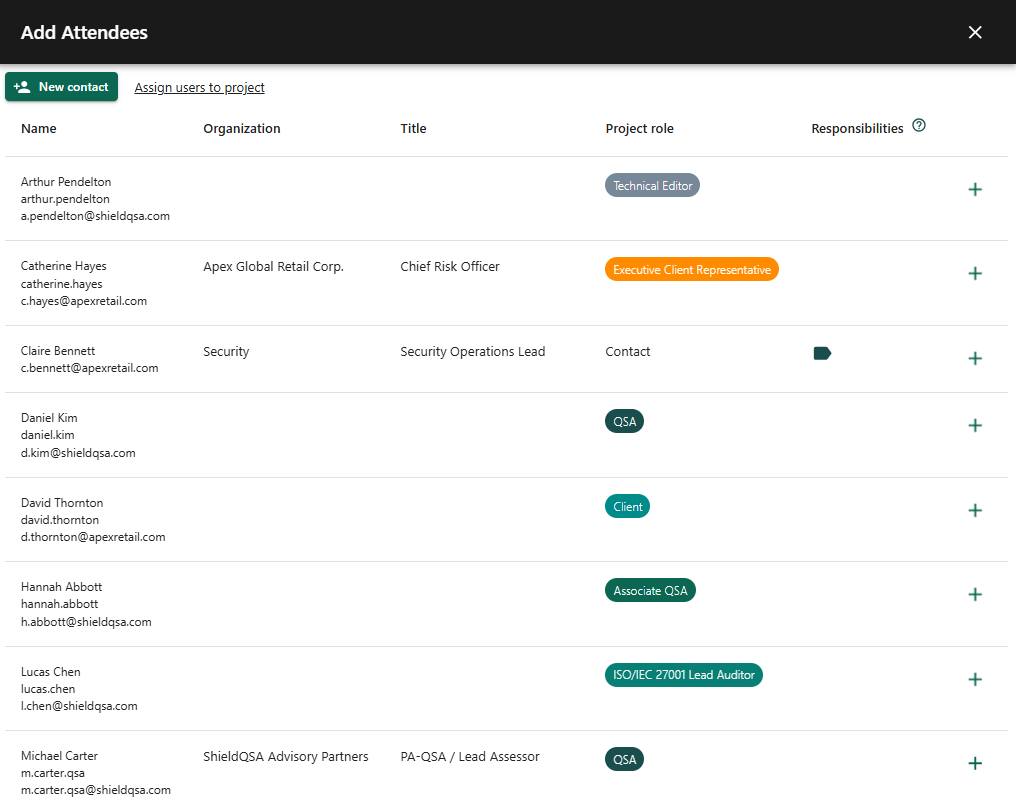 Add Attendees
New contact
Assign users to project
Name Organization Title Project role Responsibilities ?
Arthur Pendelton
arthur.pendelton
a.pendelton@shieldqsa.com
Technical Editor
Catherine Hayes
catherine.hayes
c.hayes@apexretail.com
Apex Global Retail Corp.
Chief Risk Officer
Executive Client Representative
Claire Bennett
c.bennett@apexretail.com
Security
Security Operations Lead
Contact
Daniel Kim
daniel.kim
d.kim@shieldqsa.com
QSA
David Thornton
david.thornton
d.thornton@apexretail.com
Client
Hannah Abbott
hannah.abbott
h.abbott@shieldqsa.com
Associate QSA
Lucas Chen
lucas.chen
l.chen@shieldqsa.com
ISO/IEC 27001 Lead Auditor
Michael Carter
m.carter.qsa
m.carter.qsa@shieldqsa.com
ShieldQSA Advisory Partners
PA-QSA / Lead Assessor
QSA